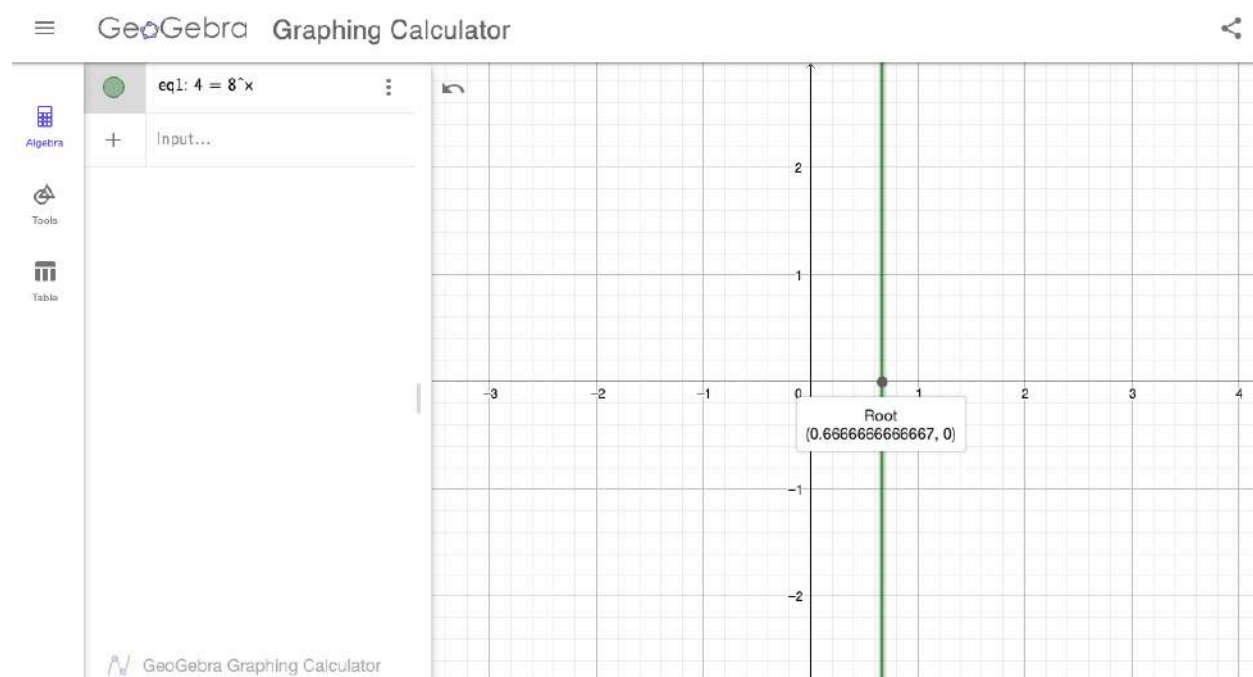 GeoGebra Graphing Calculator
eq1: 4 = 8^x
Algebra
Input...
Tools
Table
2
1
-3 -2 -1 0 1 2 3 4
Root
(0.6666666666667, 0)
-1
-2
GeoGebra Graphing Calculator